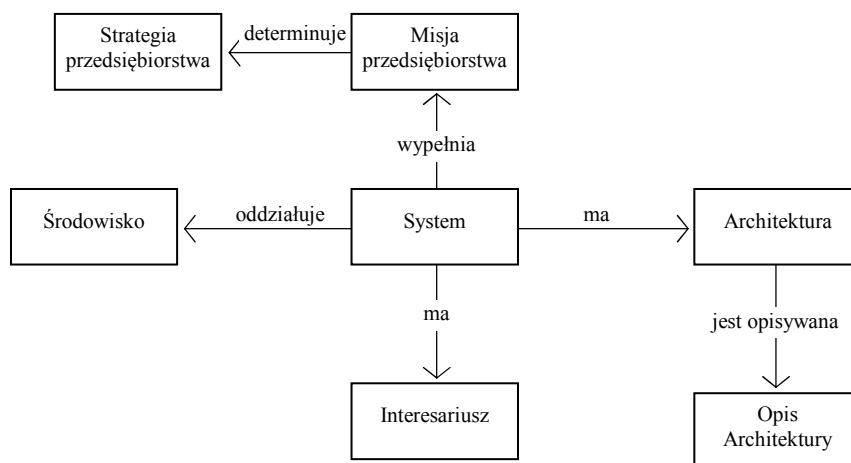 Strategia
przedsiębiorstwa
determinuje
Misja
przedsiębiorstwa
wypełnia
Środowisko
oddziałuje
System
ma
Architektura
ma
jest opisywana
Interesariusz
Opis
Architektury